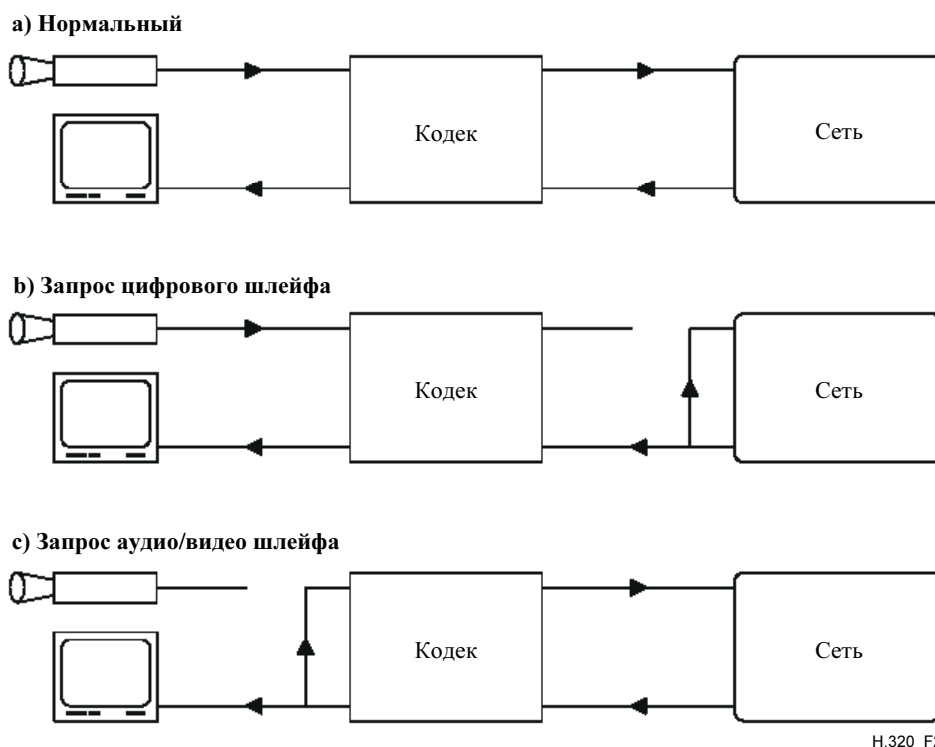 a) Нормальный
Кодек
Сеть
b) Запрос цифрового шлейфа
Кодек
Сеть
c) Запрос аудио/видео шлейфа
Кодек
Сеть